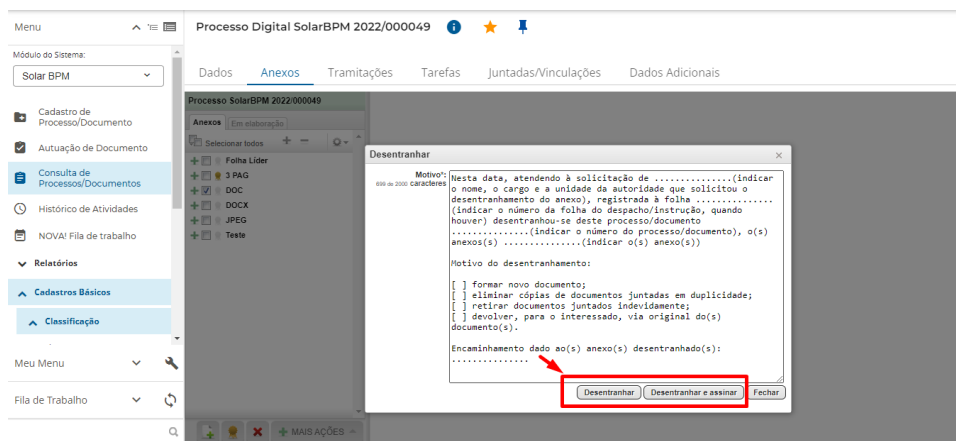 Menu
Módulo do Sistema:
Solar BPM
Cadastro de
Processo/Documento
Autuação de Documento
Consulta de
Processos/Documentos
Histórico de Atividades
NOVA! Fila de trabalho
Relatórios
Cadastros Básicos
Classificação
Meu Menu
Fila de Trabalho
Processo Digital SolarBPM 2022/000049
Dados Anexos Tramitações Tarefas Juntadas/Vinculações Dados Adicionais
Processo SolarBPM 2022/000049
Anexos Em elaboração
Selecionar todos
Folha Líder
3 PAG
DOC
DOCX
JPEG
Teste
MAIS AÇÕES
Desentranhar
Motivo*:
699 de 2000 caracteres
Nesta data, atendendo à solicitação de ...............(indicar
o nome, o cargo e a unidade da autoridade que solicitou o
desentranhamento do anexo), registrada à folha ...............
(indicar o número da folha do despacho/instrução, quando
houver) desentranhou-se deste processo/documento
...............(indicar o número do processo/documento), o(s)
anexos(s) ...............(indicar o(s) anexo(s))
Motivo do desentranhamento:
[ ] formar novo documento;
[ ] eliminar cópias de documentos juntadas em duplicidade;
[ ] retirar documentos juntados indevidamente;
[ ] devolver, para o interessado, via original do(s)
documento(s).
Encaminhamento dado ao(s) anexo(s) desentranhado(s):
...............
Desentranhar Desentranhar e assinar Fechar